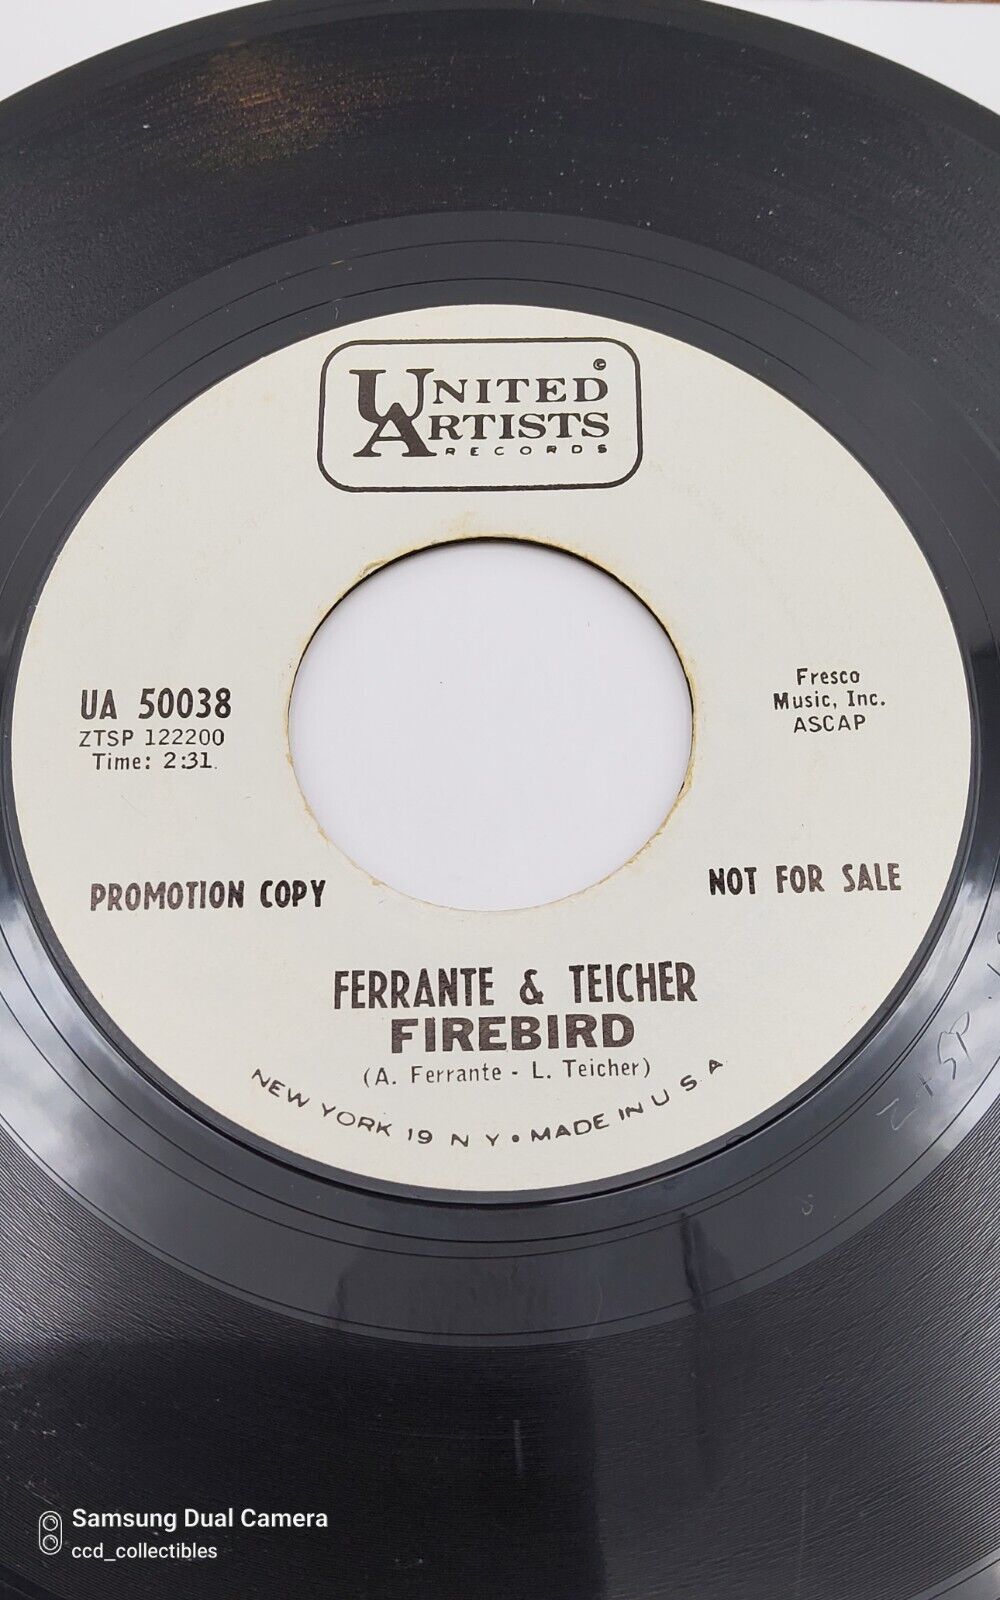 UNITED
ARTISTS
RECORDS
©
UA 50038
ZTSP 122200
Time: 2:31
Fresco
Music, Inc.
ASCAP
PROMOTION COPY
NOT FOR SALE
FERRANTE & TEICHER
FIREBIRD
(A. Ferrante - L. Teicher)
NEW YORK 19 N Y • MADE IN U S A
Samsung Dual Camera
ccd_collectibles